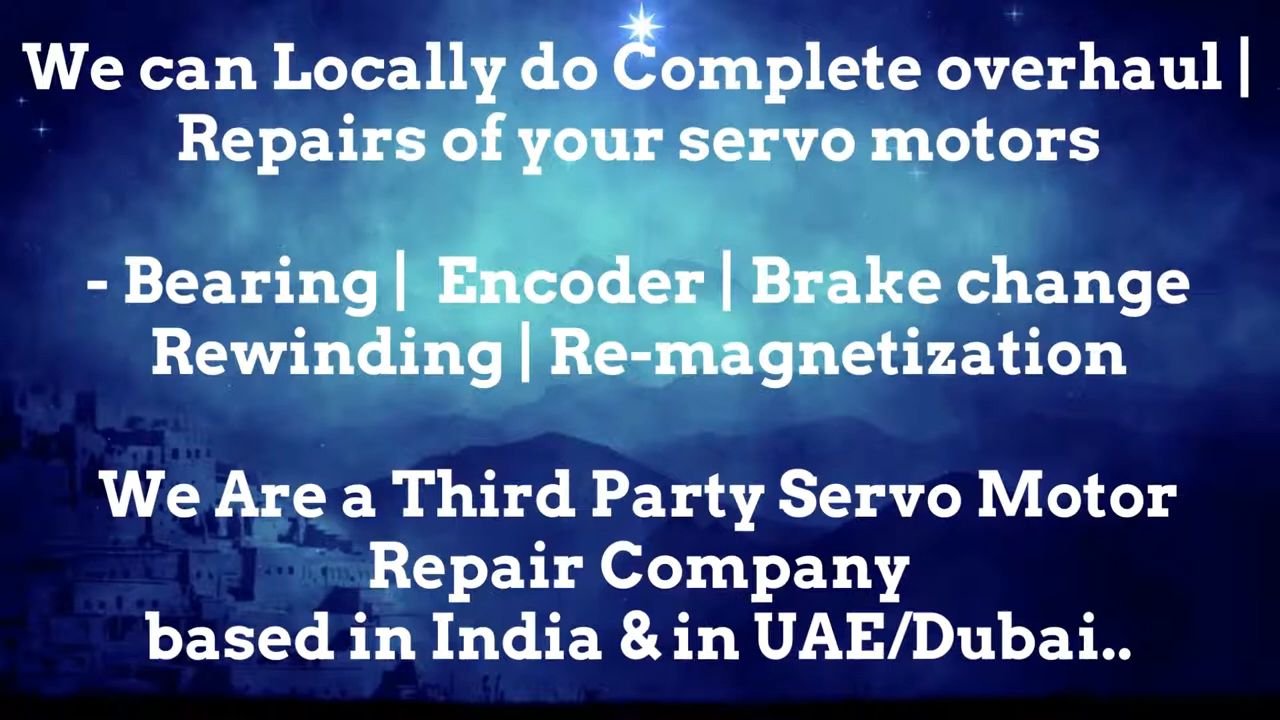 We can Locally do Complete overhaul |
Repairs of your servo motors
- Bearing | Encoder | Brake change
Rewinding | Re-magnetization
We Are a Third Party Servo Motor
Repair Company
based in India & in UAE/Dubai..